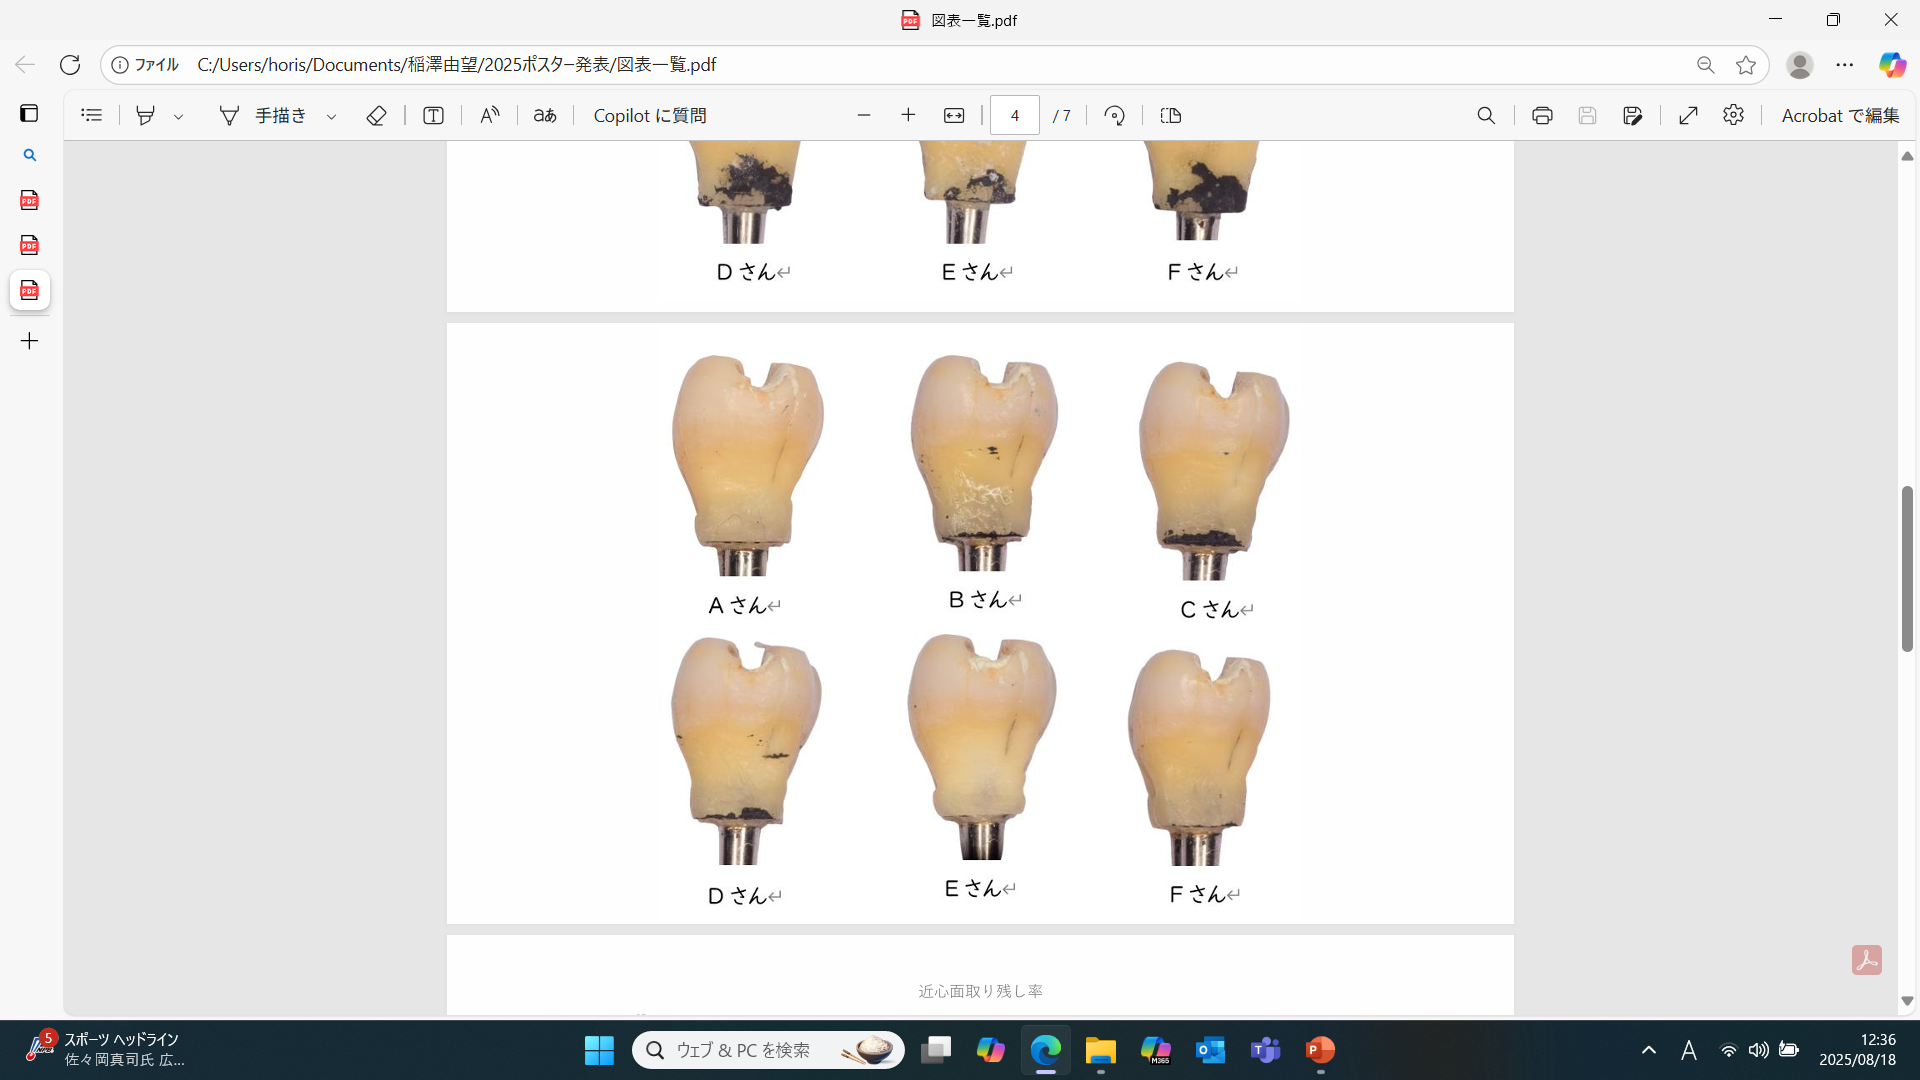 図表一覧.pdf
ファイル C:/Users/horis/Documents/稲澤由望/2025ポスター発表/図表一覧.pdf
手描き aあ Copilot に質問 4 / 7 Acrobat で編集
D さん↵ E さん↵ F さん↵
A さん↵ B さん↵ C さん↵
D さん↵ E さん↵ F さん↵
近心面取り残し率
5 スポーツ ヘッドライン
佐々岡真司氏 広...
ウェブ & PC を検索
M365
A
12:36
2025/08/18